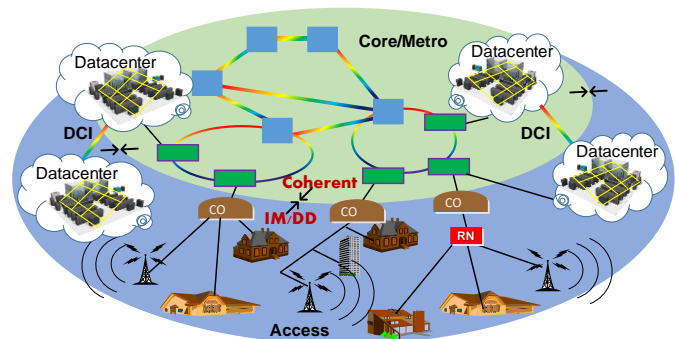 Core/Metro
Datacenter
Datacenter
DCI
DCI
Datacenter
Datacenter
Coherent
CO
IM/DD
CO
CO
RN
Access